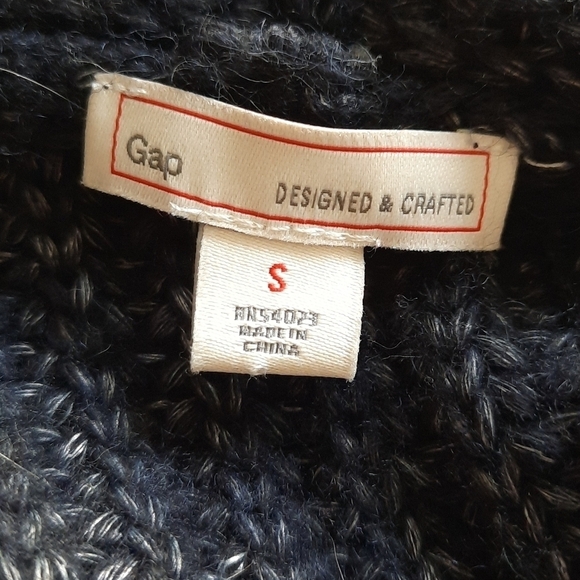 Gap
DESIGNED & CRAFTED
S
RN54023
MADE IN
CHINA